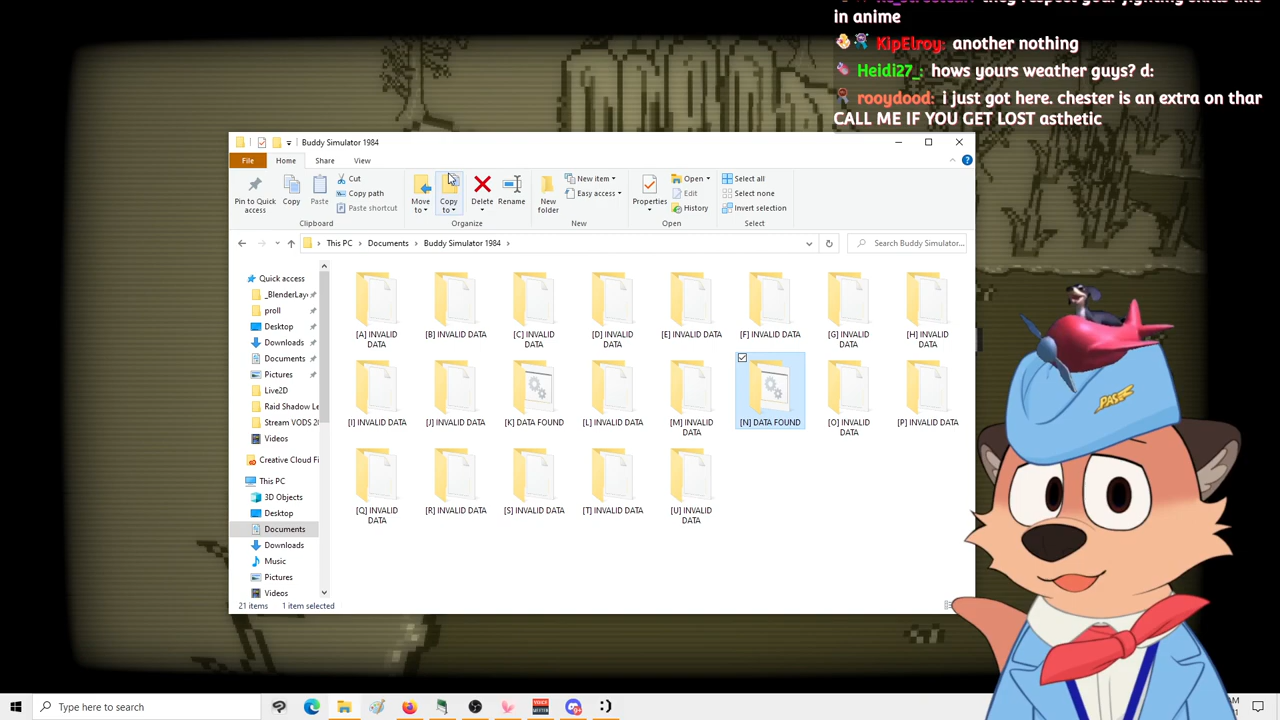 in anime
KipElroy: another nothing
Heidi27_: hows yours weather guys? d:
rooydood: i just got here. chester is an extra on thar
CALL ME IF YOU GET LOST asthetic
Buddy Simulator 1984
File
Home
Share
View
Pin to Quick
access
Copy
Paste
Cut
Copy path
Paste shortcut
Move
to
Copy
to
Delete
Rename
New
folder
New item
Easy access
Properties
Open
Edit
History
Select all
Select none
Invert selection
Clipboard
Organize
New
Open
Select
This PC
Documents
Buddy Simulator 1984
Search Buddy Simulator...
Quick access
_BlenderLay
proll
Desktop
Downloads
Documents
Pictures
Live2D
Raid Shadow Le
Stream VODS 20
Videos
Creative Cloud Fi
This PC
3D Objects
Desktop
Documents
Downloads
Music
Pictures
Videos
[A] INVALID
DATA
[B] INVALID DATA
[C] INVALID
DATA
[D] INVALID
DATA
[E] INVALID DATA
[F] INVALID DATA
[G] INVALID
DATA
[H] INVALID
DATA
[I] INVALID DATA
[J] INVALID DATA
[K] DATA FOUND
[L] INVALID DATA
[M] INVALID
DATA
[N] DATA FOUND
[O] INVALID
DATA
[P] INVALID DATA
[Q] INVALID
DATA
[R] INVALID DATA
[S] INVALID DATA
[T] INVALID DATA
[U] INVALID
DATA
21 items
1 item selected
PASE
Type here to search